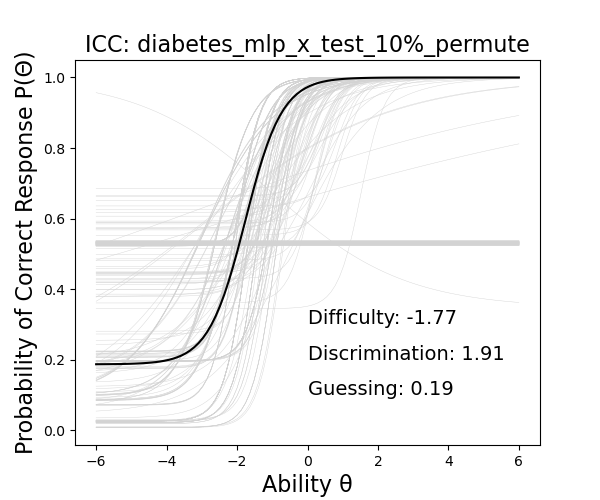 ICC: diabetes_mlp_x_test_10%_permute
Probability of Correct Response P(Θ)
1.0
0.8
0.6
0.4
0.2
0.0
Difficulty: -1.77
Discrimination: 1.91
Guessing: 0.19
−6 −4 −2 0 2 4 6
Ability θ